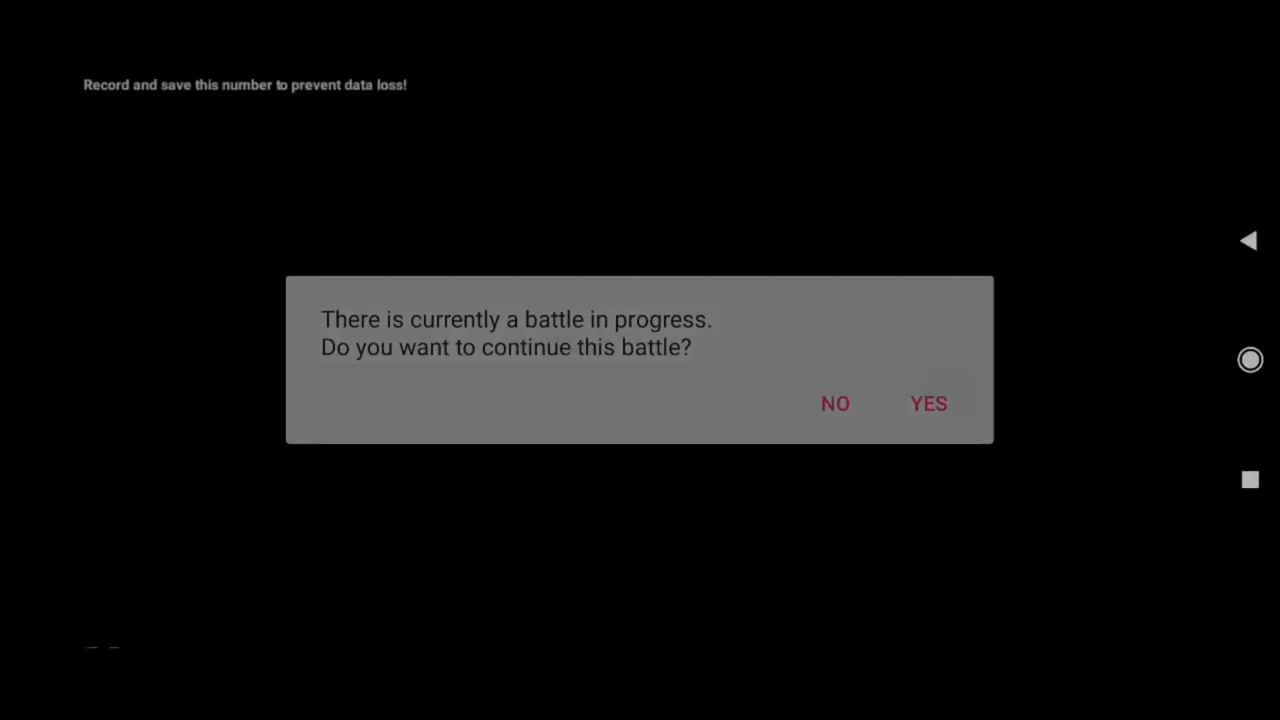 Record and save this number to prevent data loss!
There is currently a battle in progress.
Do you want to continue this battle?
NO YES